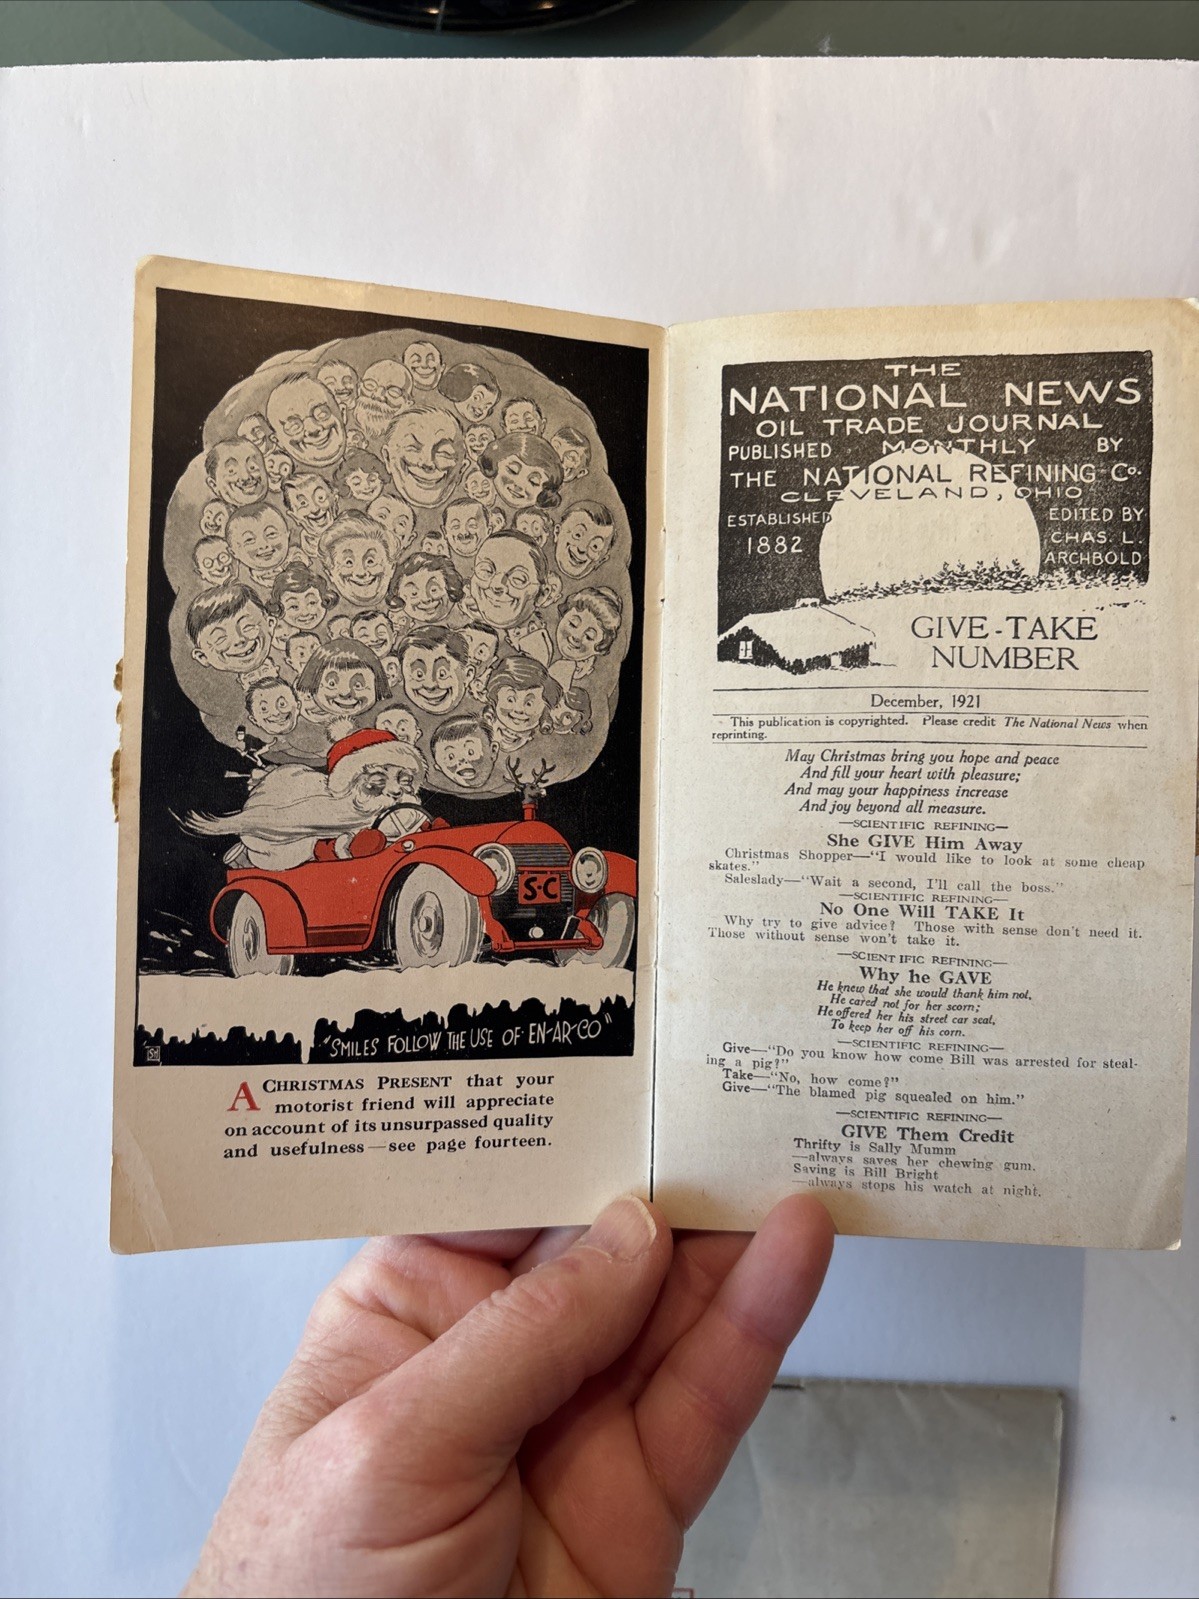 S-C
"SMILES FOLLOW THE USE OF EN-AR-CO"
SH
A CHRISTMAS PRESENT that your
motorist friend will appreciate
on account of its unsurpassed quality
and usefulness—see page fourteen.
THE
NATIONAL NEWS
OIL TRADE JOURNAL
PUBLISHED MONTHLY BY
THE NATIONAL REFINING Co.
CLEVELAND, OHIO
ESTABLISHED
1882
EDITED BY
CHAS. L.
ARCHBOLD
GIVE-TAKE
NUMBER
December, 1921
This publication is copyrighted. Please credit The National News when
reprinting.
May Christmas bring you hope and peace
And fill your heart with pleasure;
And may your happiness increase
And joy beyond all measure.
—SCIENTIFIC REFINING—
She GIVE Him Away
Christmas Shopper—"I would like to look at some cheap
skates."
Saleslady—"Wait a second, I'll call the boss."
—SCIENTIFIC REFINING—
No One Will TAKE It
Why try to give advice? Those with sense don't need it.
Those without sense won't take it.
—SCIENT IFIC REFINING—
Why he GAVE
He knew that she would thank him not,
He cared not for her scorn;
He offered her his street car seat,
To keep her off his corn.
—SCIENTIFIC REFINING—
Give—"Do you know how come Bill was arrested for steal-
ing a pig?"
Take—"No, how come?"
Give—"The blamed pig squealed on him."
—SCIENTIFIC REFINING—
GIVE Them Credit
Thrifty is Sally Mumm
—always saves her chewing gum.
Saving is Bill Bright
—always stops his watch at night.